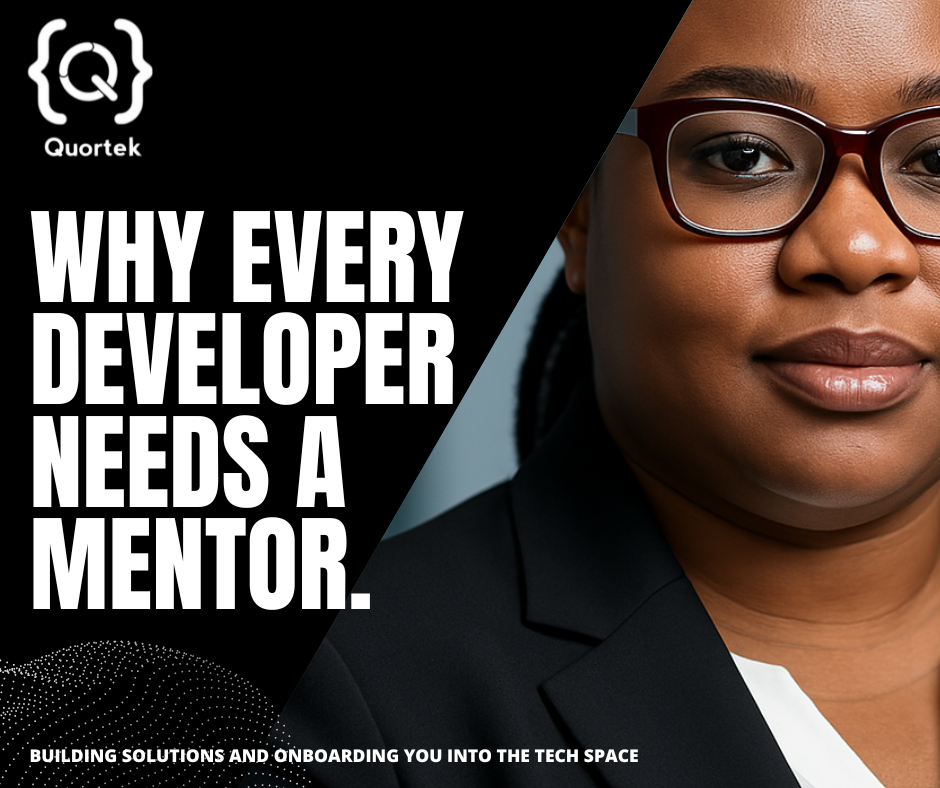 Quortek
WHY EVERY
DEVELOPER
NEEDS A
MENTOR.
BUILDING SOLUTIONS AND ONBOARDING YOU INTO THE TECH SPACE